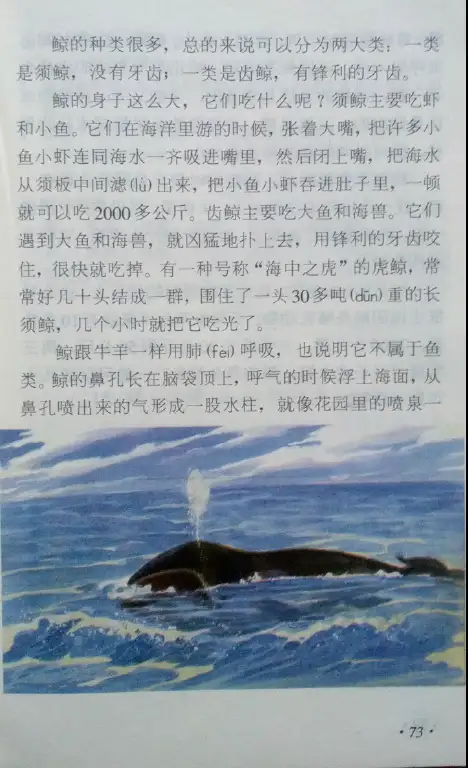 鲸的种类很多，总的来说可以分为两大类：一类
是须鲸，没有牙齿；一类是齿鲸，有锋利的牙齿。
鲸的身子这么大，它们吃什么呢？须鲸主要吃虾
和小鱼。它们在海洋里游的时候，张着大嘴，把许多小
鱼小虾连同海水一齐吸进嘴里，然后闭上嘴，把海水
从须板中间滤(lǜ)出来，把小鱼小虾吞进肚子里，一顿
就可以吃2000多公斤。齿鲸主要吃大鱼和海兽。它们
遇到大鱼和海兽，就凶猛地扑上去，用锋利的牙齿咬
住，很快就吃掉。有一种号称“海中之虎”的虎鲸，常
常好几十头结成一群，围住了一头30多吨(dūn)重的长
须鲸，几个小时就把它吃光了。
鲸跟牛羊一样用肺(fèi)呼吸，也说明它不属于鱼
类。鲸的鼻孔长在脑袋顶上，呼气的时候浮上海面，从
鼻孔喷出来的气形成一股水柱，就像花园里的喷泉一
·73·